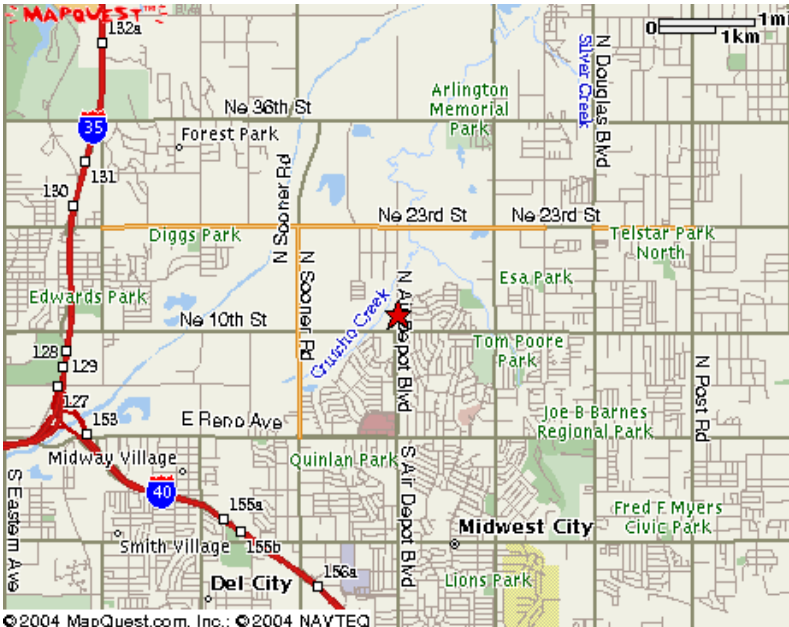 MAPQUEST™
132a
0 1mi
1km
Silver Creek
N Douglas Blvd
Arlington
Memorial
Park
Ne 36th St
35
Forest Park
131
130
N Sooner Rd
Ne 23rd St
Ne 23rd St
Diggs Park
Telstar Park
North
N Sooner Rd
N Air Depot Blvd
Esa Park
Edwards Park
Crutcho Creek
Ne 10th St
Tom Poore
Park
128
129
N Post Rd
127
153
E Reno Ave
Joe B Barnes
Regional Park
Midway Village
Quinlan Park
S Eastern Ave
40
S Air Depot Blvd
155a
Fred F Myers
Civic Park
Midwest City
Smith Village
155b
Del City
156a
Lions Park
©2004 MapQuest.com, Inc.; ©2004 NAVTEQ